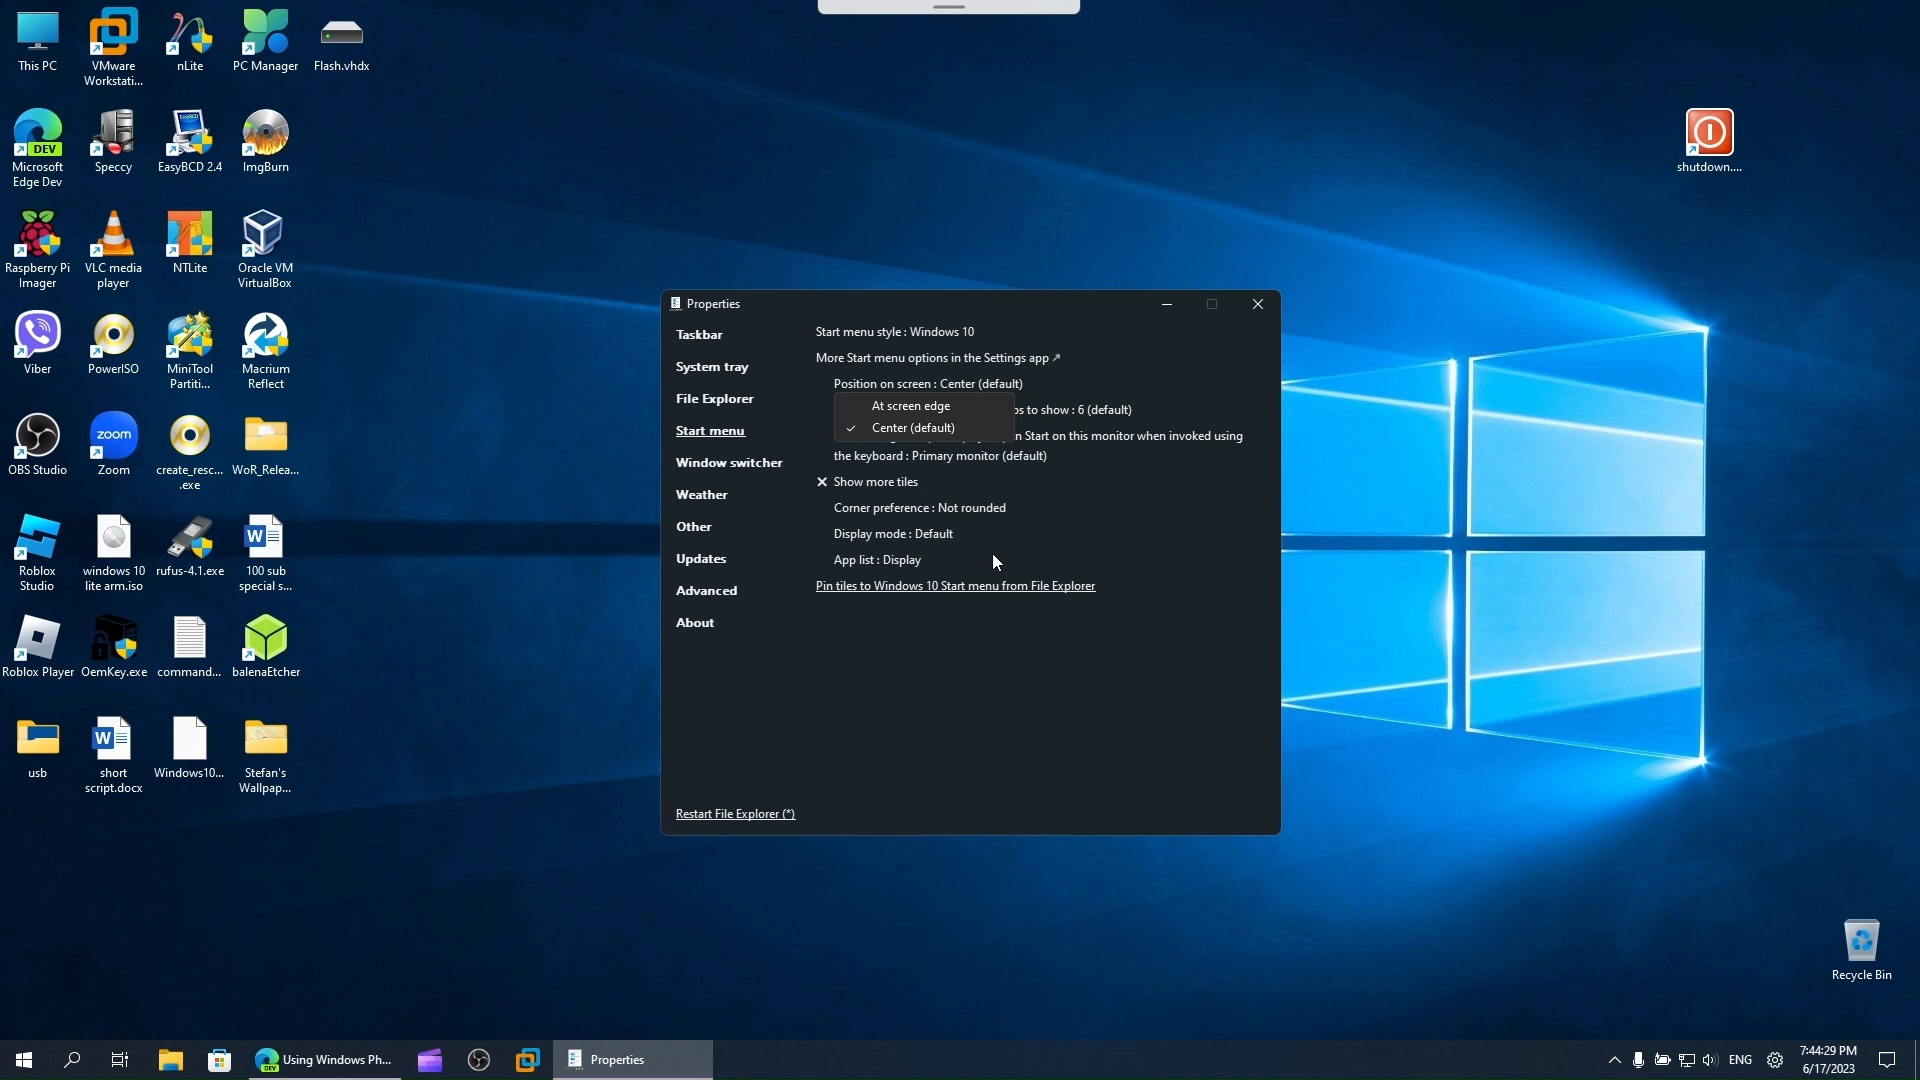 This PC
VMware
Workstati...
nLite
PC Manager
Flash.vhdx
DEV
Microsoft
Edge Dev
Speccy
EasyBCD 2.4
ImgBurn
shutdown....
Raspberry Pi
Imager
VLC media
player
NTLite
Oracle VM
VirtualBox
Viber
PowerISO
MiniTool
Partiti...
Macrium
Reflect
zoom
OBS Studio
Zoom
create_resc...
.exe
WoR_Relea...
Roblox
Studio
windows 10
lite arm.iso
rufus-4.1.exe
100 sub
special s...
Roblox Player
OemKey.exe
command...
balenaEtcher
usb
short
script.docx
Windows10...
Stefan's
Wallpap...
Recycle Bin
Properties
Taskbar
System tray
File Explorer
Start menu
Window switcher
Weather
Other
Updates
Advanced
About
Restart File Explorer (*)
Start menu style : Windows 10
More Start menu options in the Settings app ↗
Position on screen : Center (default)
At screen edge
✓ Center (default)
ps to show : 6 (default)
n Start on this monitor when invoked using
the keyboard : Primary monitor (default)
✕ Show more tiles
Corner preference : Not rounded
Display mode : Default
App list : Display
Pin tiles to Windows 10 Start menu from File Explorer
DEV
Using Windows Ph...
Properties
ENG
7:44:29 PM
6/17/2023